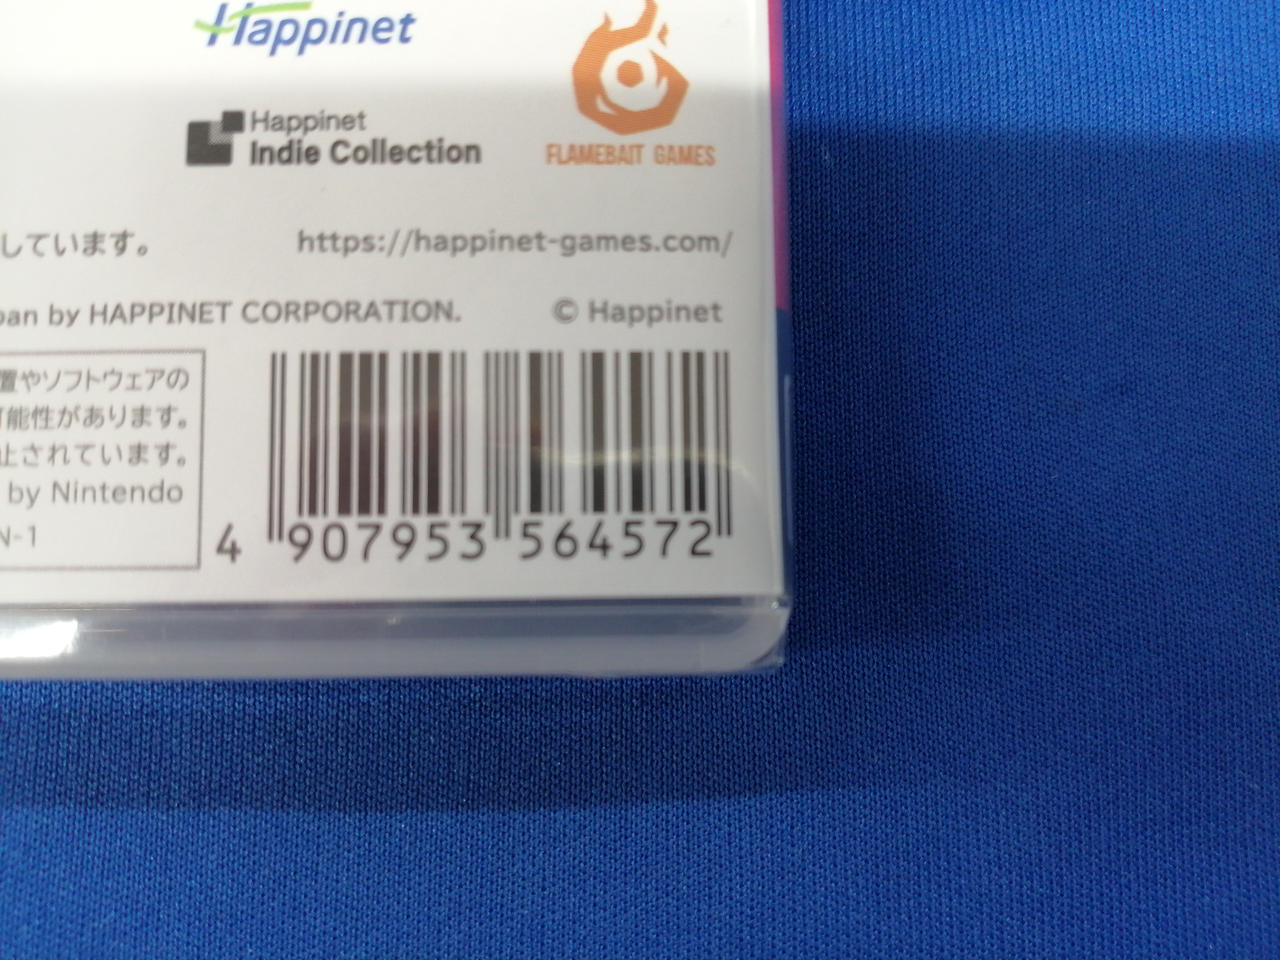 Happinet
Happinet
Indie Collection
FLAMEBAIT GAMES
しています。
https://happinet-games.com/
by HAPPINET CORPORATION.
© Happinet
置やソフトウェアの
能性があります。
止されています。
by Nintendo
N-1
4 907953 564572